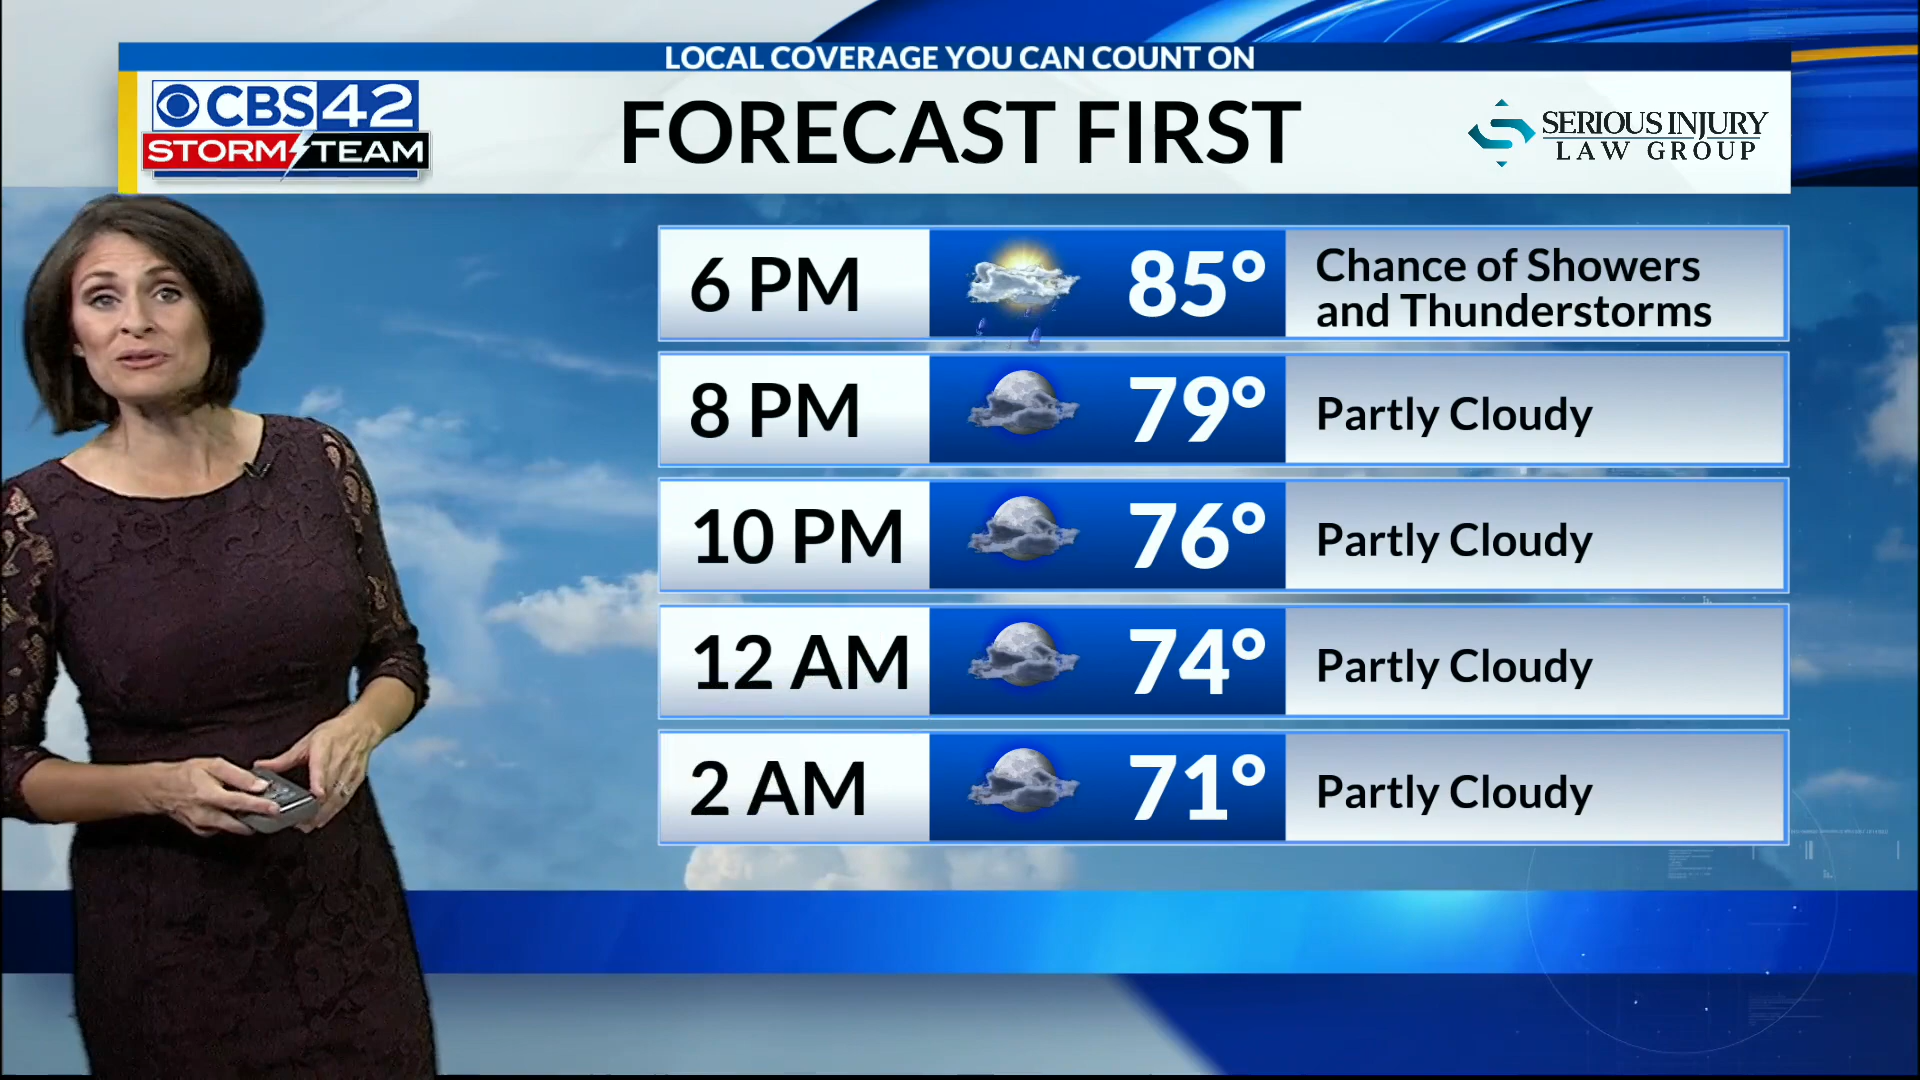 LOCAL COVERAGE YOU CAN COUNT ON
CBS 42
STORM TEAM
FORECAST FIRST
SERIOUS INJURY
LAW GROUP
6 PM 85° Chance of Showers
and Thunderstorms
8 PM 79° Partly Cloudy
10 PM 76° Partly Cloudy
12 AM 74° Partly Cloudy
2 AM 71° Partly Cloudy